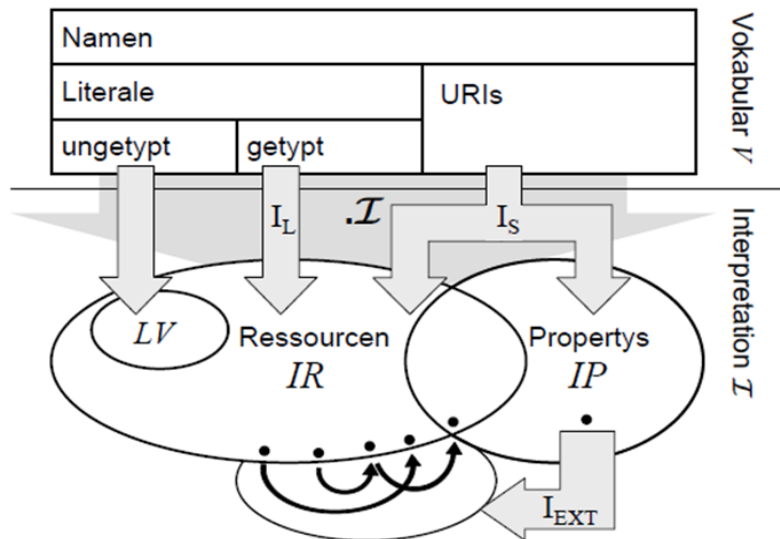 Namen
Literale
URIs
ungetypt
getypt
Vokabular V
I_L
.I
I_S
LV
Ressourcen
IR
Propertys
IP
Interpretation I
I_EXT